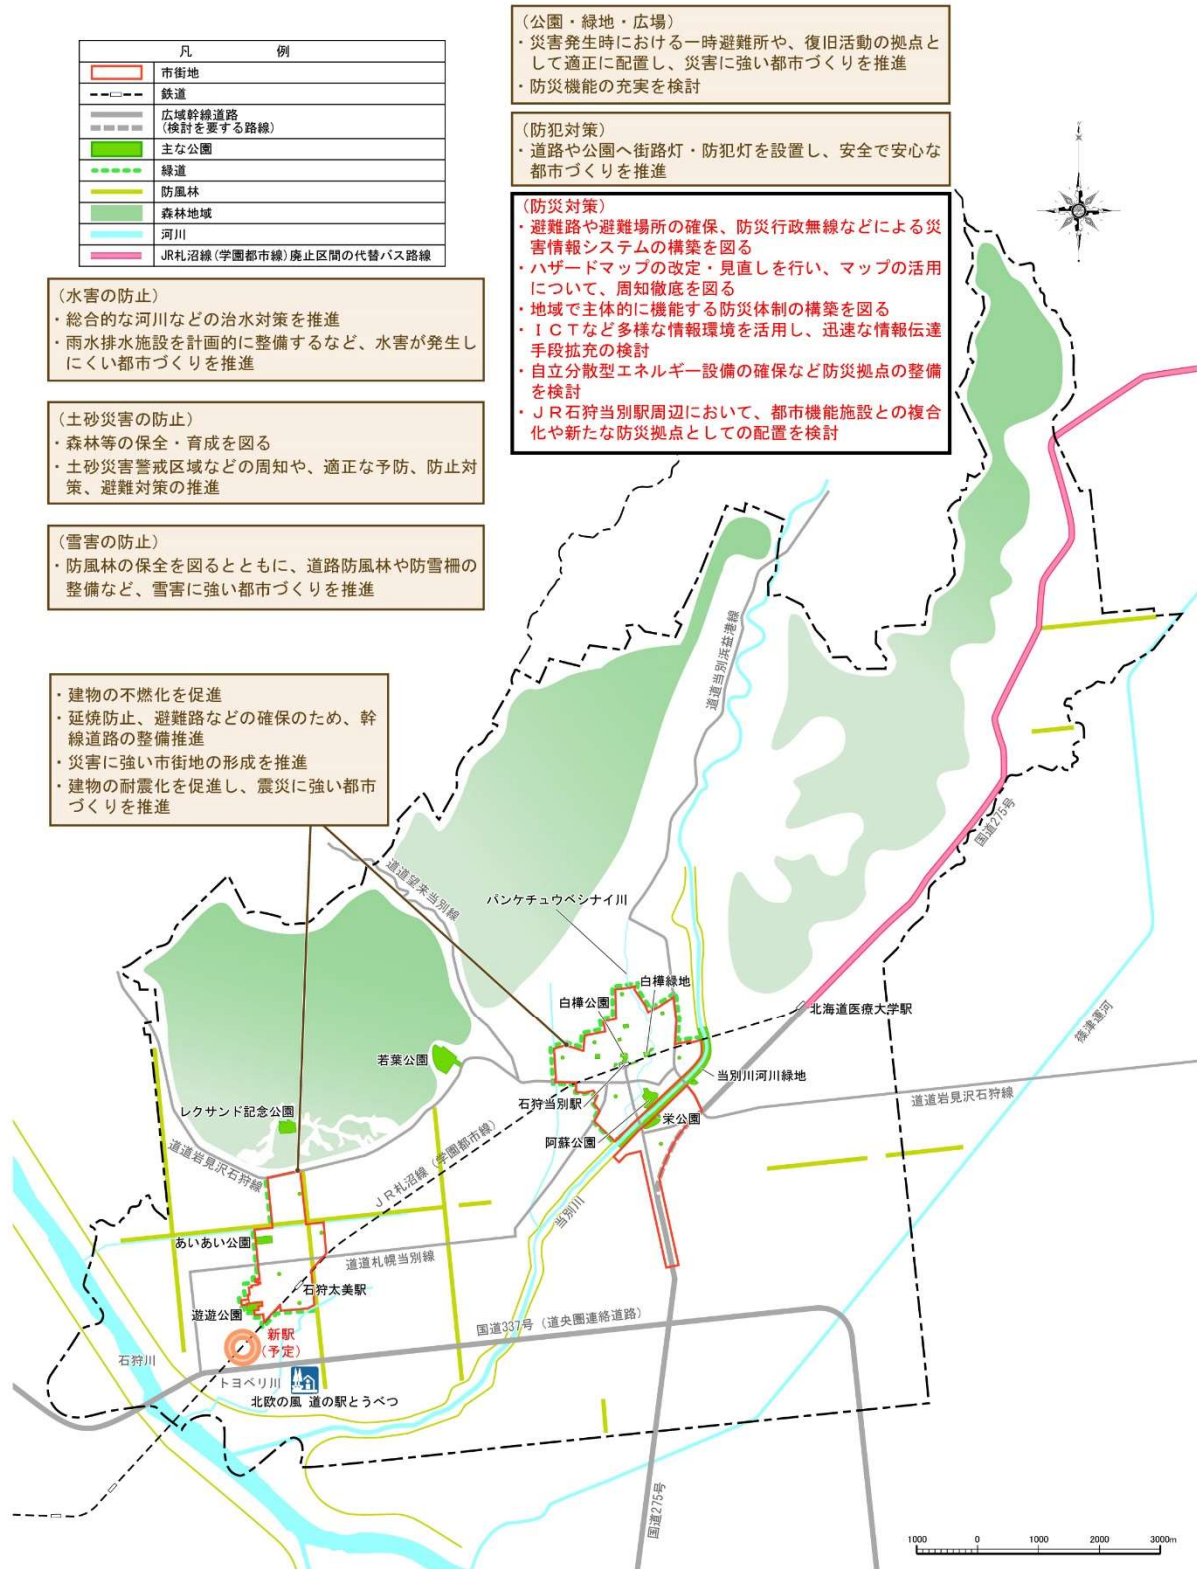 (公園・緑地・広場)
・災害発生時における一時避難所や、復旧活動の拠点と
して適正に配置し、災害に強い都市づくりを推進
・防災機能の充実を検討
凡 例
市街地
鉄道
広域幹線道路
(検討を要する路線)
主な公園
緑道
防風林
森林地域
河川
JR札沼線(学園都市線)廃止区間の代替バス路線
(防犯対策)
・道路や公園へ街路灯・防犯灯を設置し、安全で安心な
都市づくりを推進
(防災対策)
・避難路や避難場所の確保、防災行政無線などによる災
害情報システムの構築を図る
・ハザードマップの改定・見直しを行い、マップの活用
について、周知徹底を図る
・地域で主体的に機能する防災体制の構築を図る
・ICTなど多様な情報環境を活用し、迅速な情報伝達
手段拡充の検討
・自立分散型エネルギー設備の確保など防災拠点の整備
を検討
・JR石狩当別駅周辺において、都市機能施設との複合
化や新たな防災拠点としての配置を検討
(水害の防止)
・総合的な河川などの治水対策を推進
・雨水排水施設を計画的に整備するなど、水害が発生し
にくい都市づくりを推進
(土砂災害の防止)
・森林等の保全・育成を図る
・土砂災害警戒区域などの周知や、適正な予防、防止対
策、避難対策の推進
(雪害の防止)
・防風林の保全を図るとともに、道路防風林や防雪柵の
整備など、雪害に強い都市づくりを推進
・建物の不燃化を促進
・延焼防止、避難路などの確保のため、幹
線道路の整備推進
・災害に強い市街地の形成を推進
・建物の耐震化を促進し、震災に強い都市
づくりを推進
道道当別浜益港線
国道275号
道道望来当別線
パンケチュウベシナイ川
白樺緑地
白樺公園
北海道医療大学駅
篠津運河
若葉公園
当別川河川緑地
石狩当別駅
道道岩見沢石狩線
レクサンド記念公園
栄公園
阿蘇公園
道道岩見沢石狩線
JR札沼線(学園都市線)
当別川
あいあい公園
道道札幌当別線
石狩太美駅
遊遊公園
国道337号(道央圏連絡道路)
新駅
(予定)
石狩川
トヨベリ川
北欧の風 道の駅とうべつ
国道275号
1000 0 1000 2000 3000m